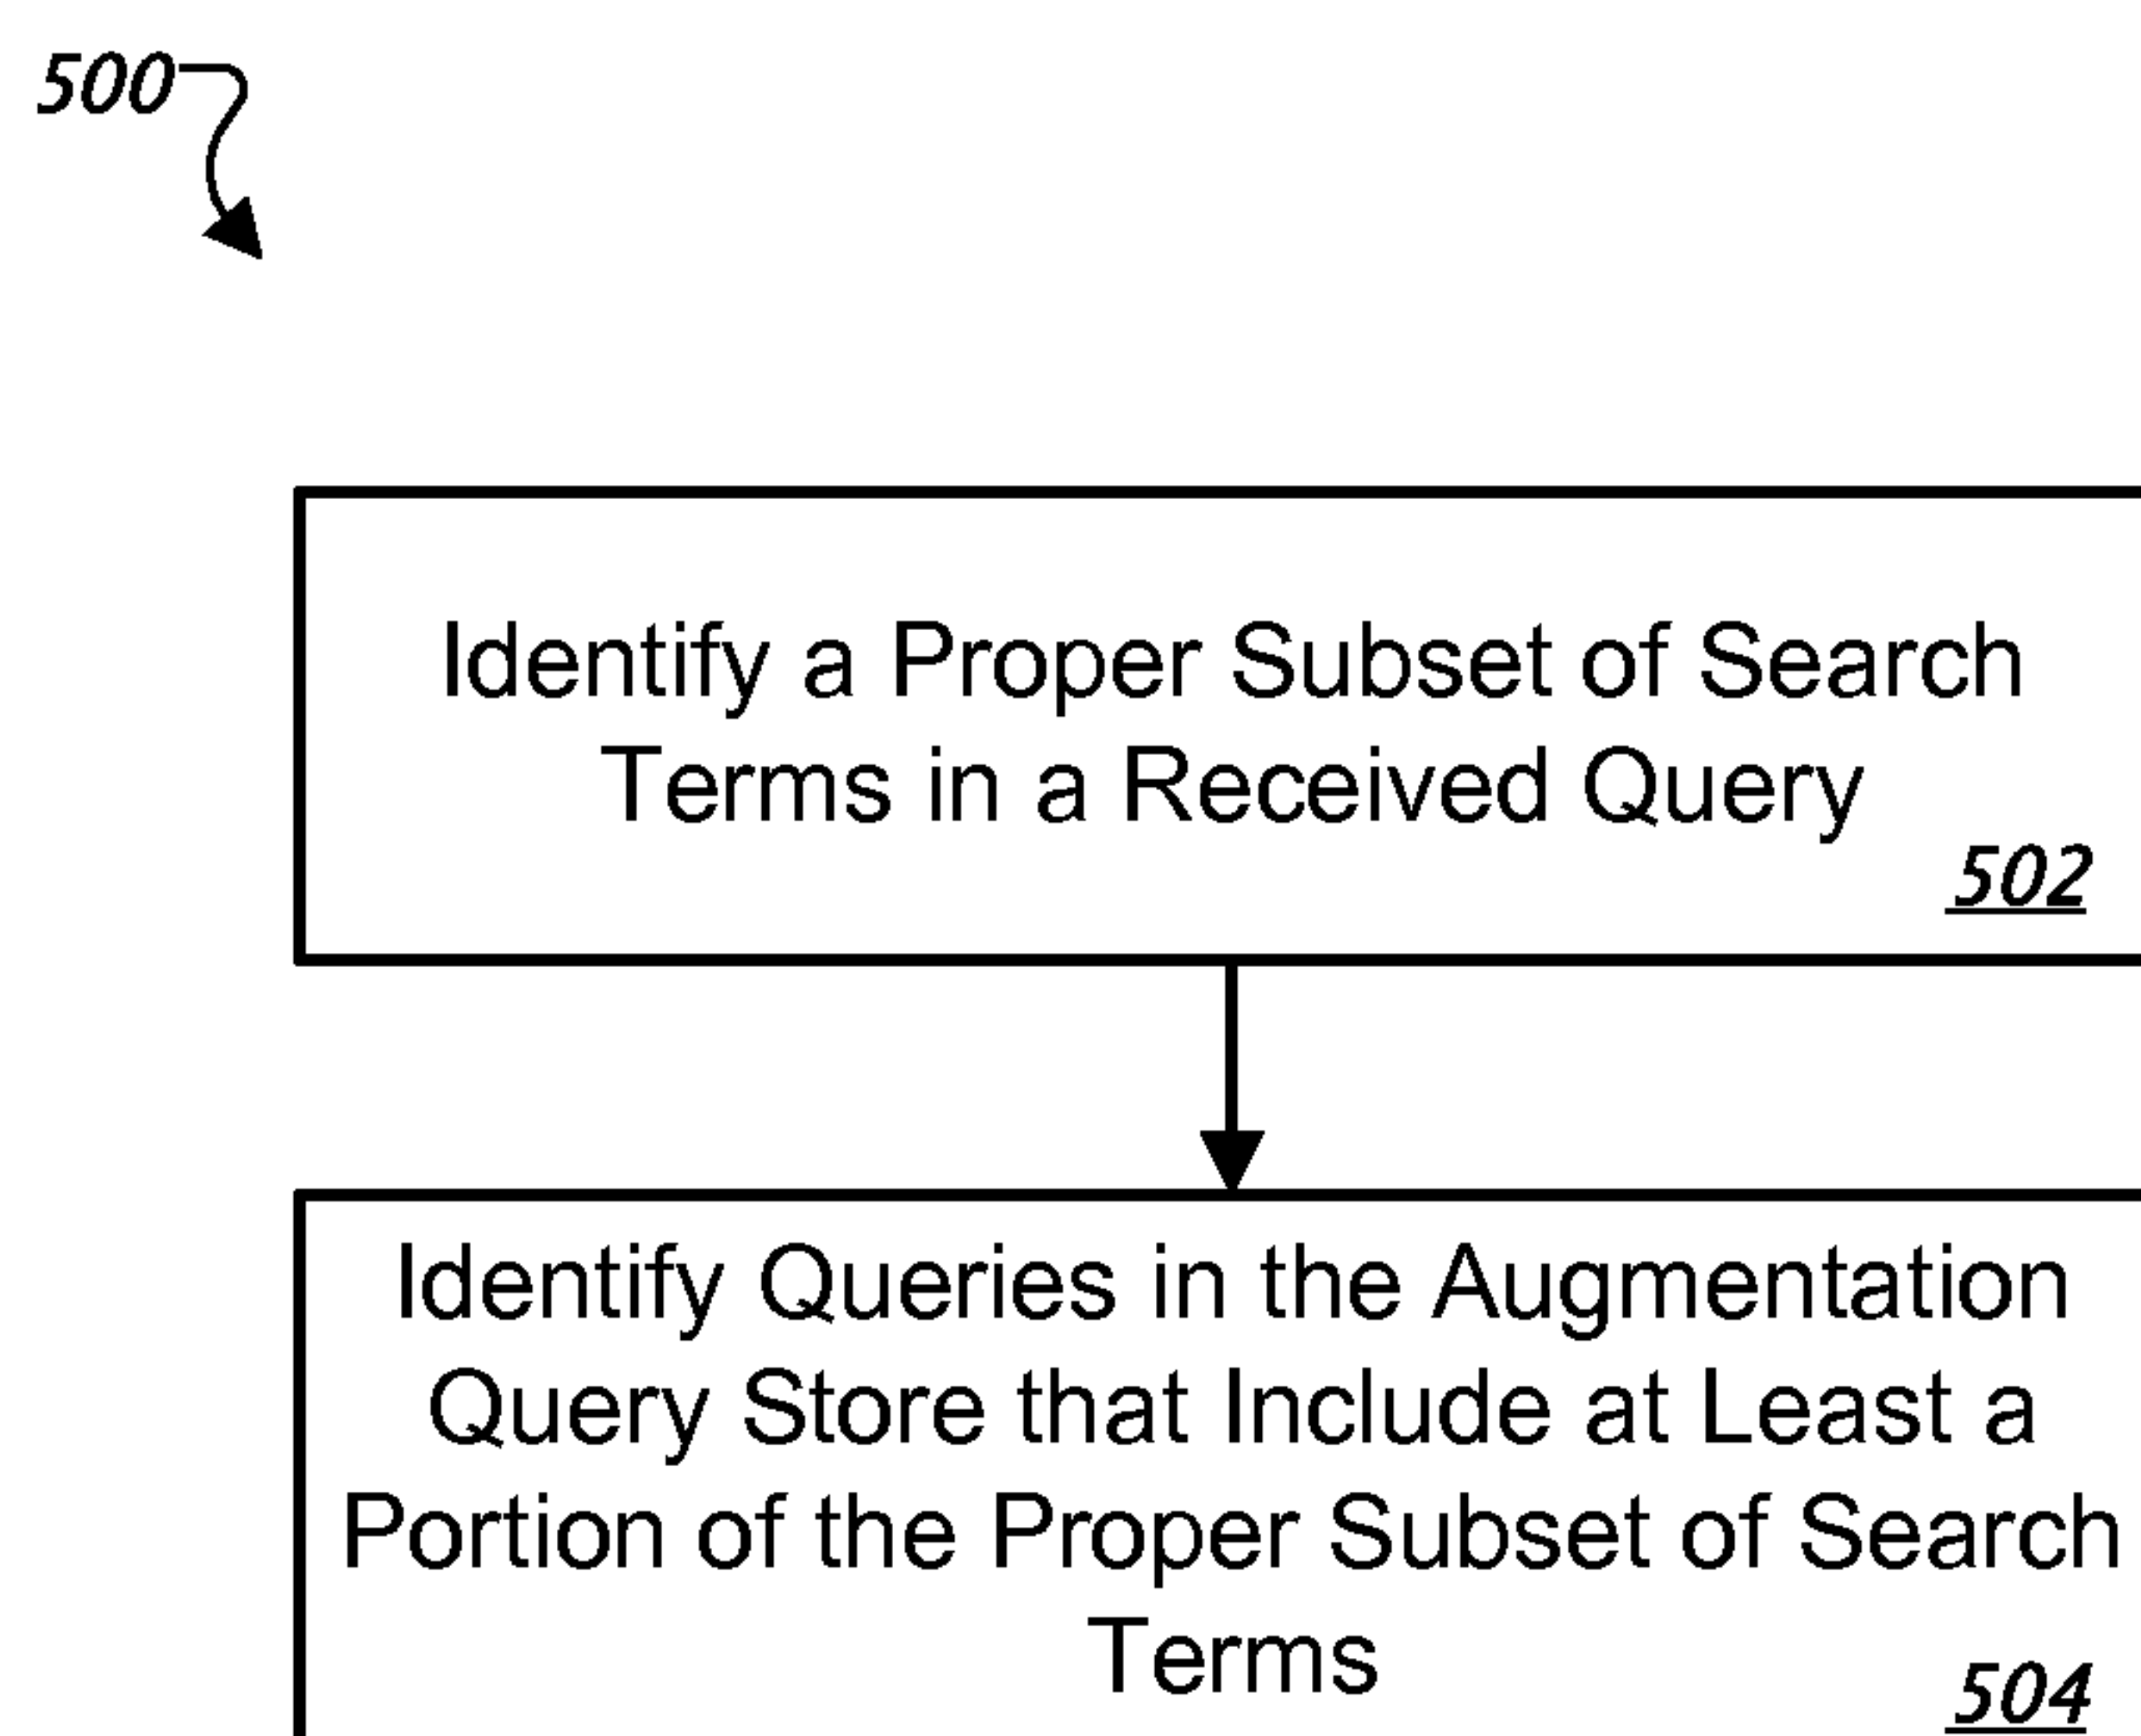 500
Identify a Proper Subset of Search
Terms in a Received Query
502
Identify Queries in the Augmentation
Query Store that Include at Least a
Portion of the Proper Subset of Search
Terms
504